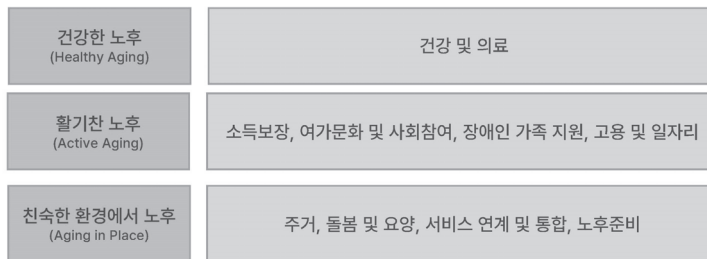 건강한 노후
(Healthy Aging)
건강 및 의료
활기찬 노후
(Active Aging)
소득보장, 여가문화 및 사회참여, 장애인 가족 지원, 고용 및 일자리
친숙한 환경에서 노후
(Aging in Place)
주거, 돌봄 및 요양, 서비스 연계 및 통합, 노후준비